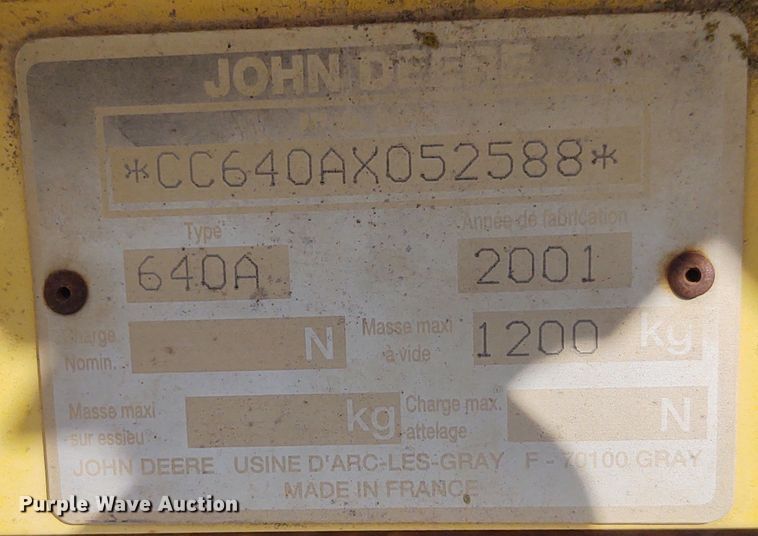 JOHN DEERE
*CC640AX052588*
Type
Année de fabrication
640A
2001
Charge
Nomin.
N
Masse maxi
à vide
1200 kg
Masse maxi
sur essieu
kg
Charge max.
attelage
N
JOHN DEERE USINE D'ARC-LES-GRAY F - 70100 GRAY
MADE IN FRANCE
Purple Wave Auction